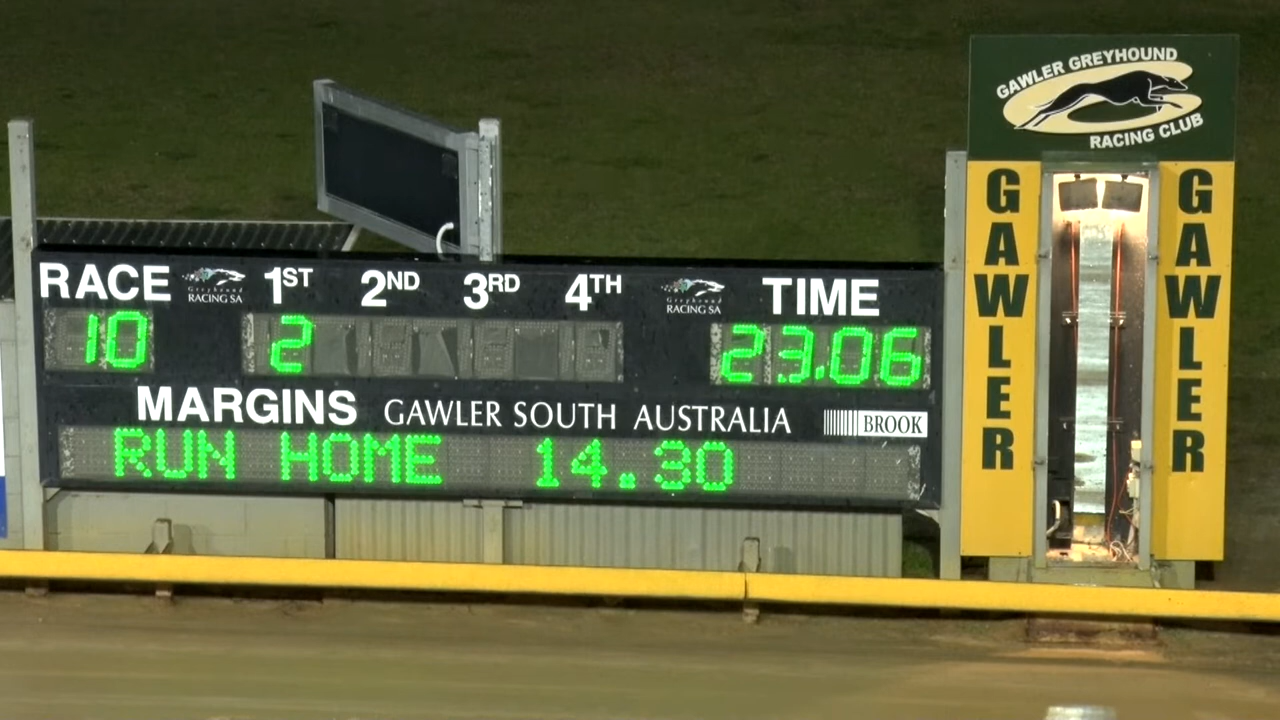 GAWLER GREYHOUND
RACING CLUB
GAWLER
GAWLER
RACE
Greyhound
RACING SA
1ST 2ND 3RD 4TH
Greyhound
RACING SA
TIME
10 2 23.06
MARGINS GAWLER SOUTH AUSTRALIA BROOK
RUN HOME 14.30